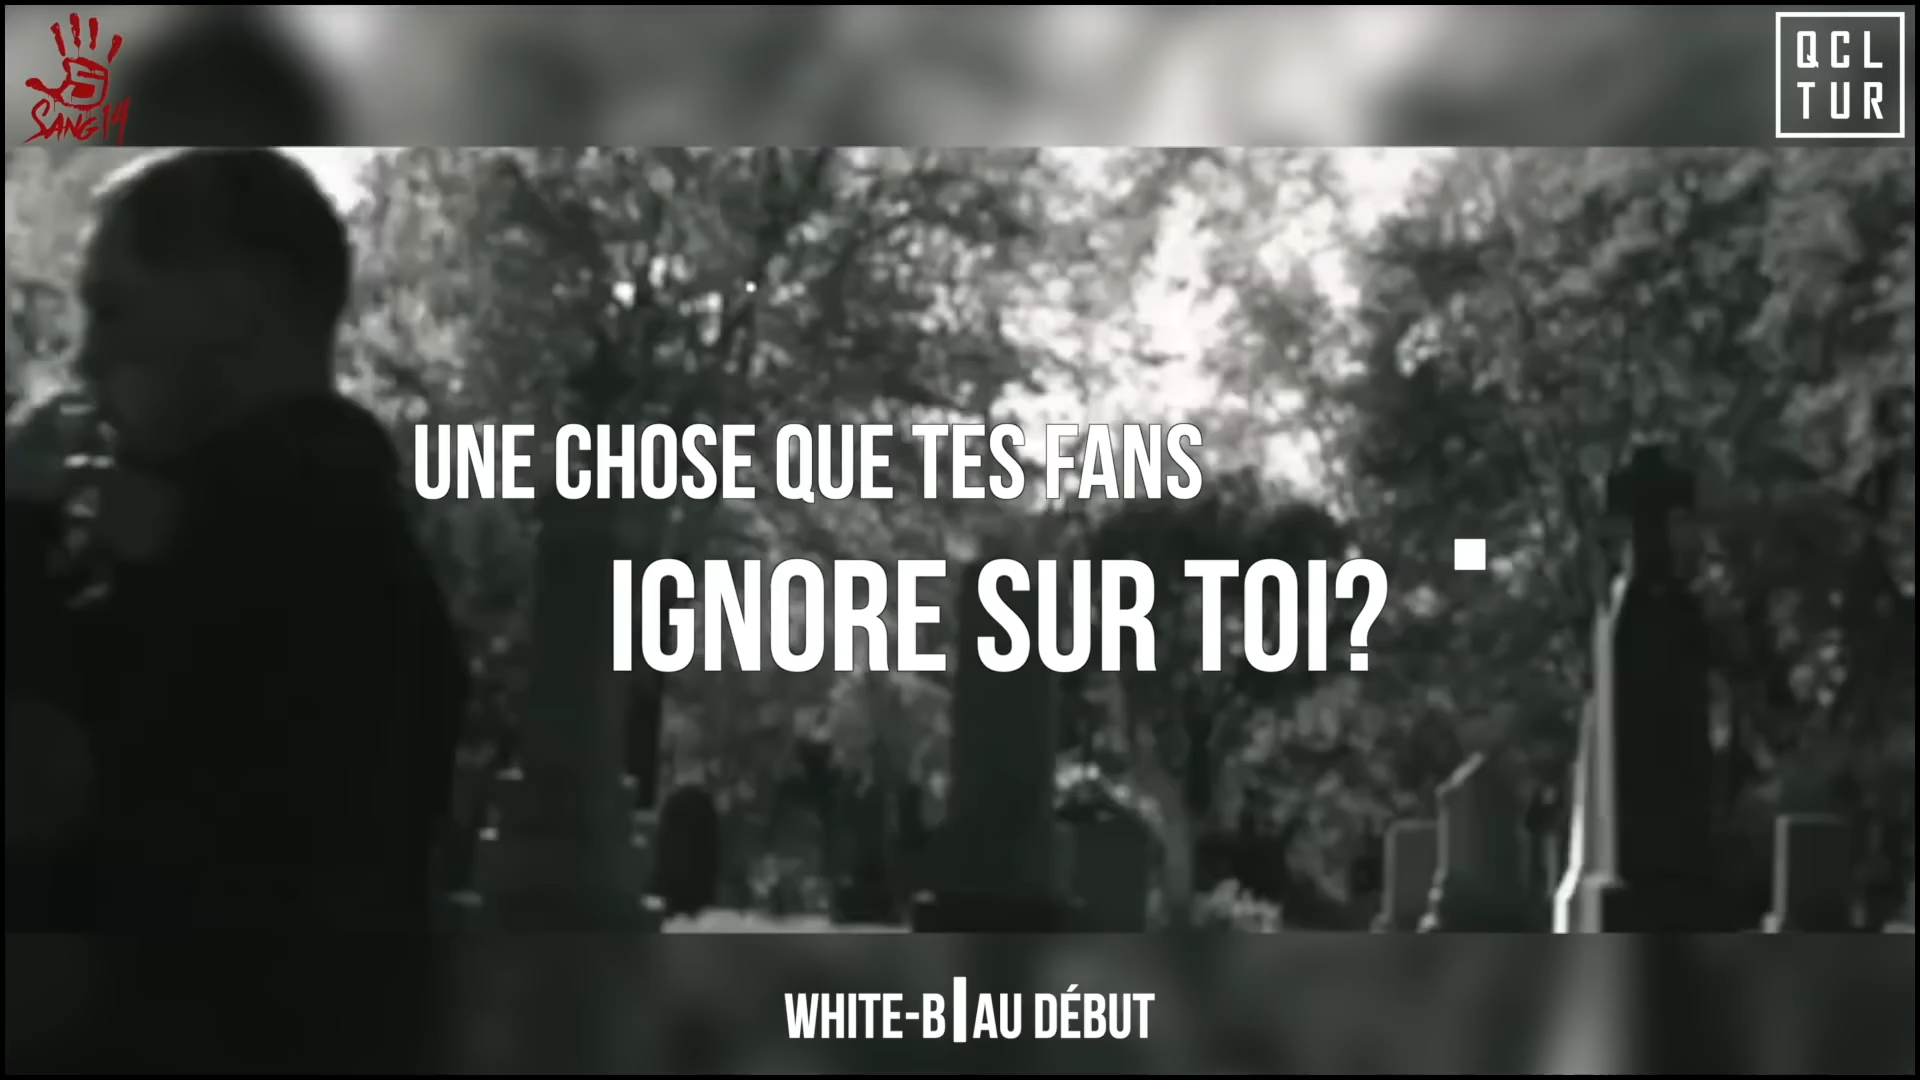 SANG14
QCL
TUR
UNE CHOSE QUE TES FANS
IGNORE SUR TOI?
WHITE-B | AU DÉBUT